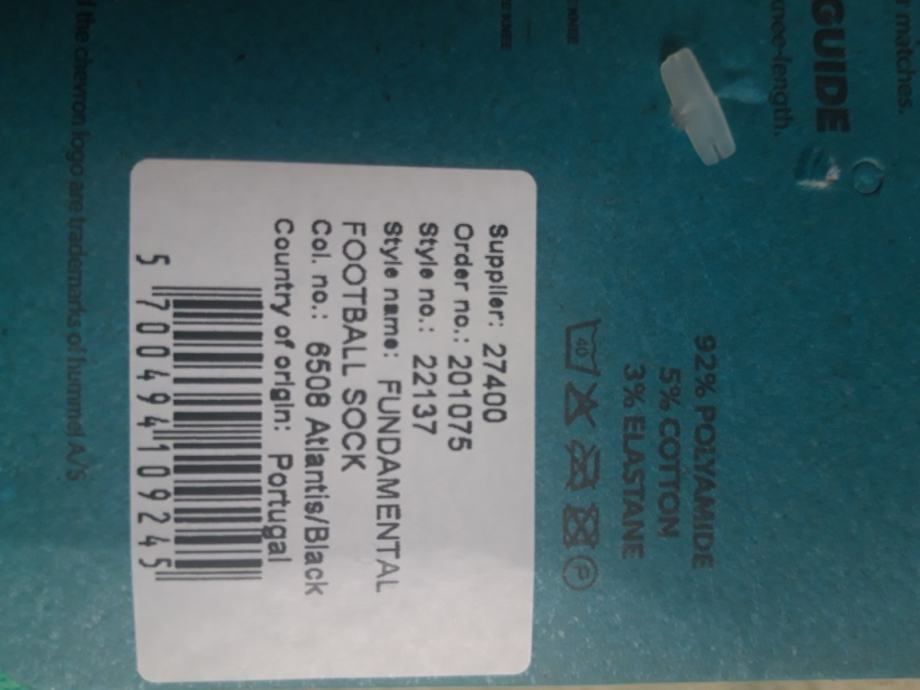 matches.
GUIDE
knee-length.
92% POLYAMIDE
5% COTTON
3% ELASTANE
40
P
Supplier: 27400
Order no.: 201075
Style no.: 22137
Style name: FUNDAMENTAL
FOOTBALL SOCK
Col. no.: 6508 Atlantis/Black
Country of origin: Portugal
5 700494 109245
the chevron logo are trademarks of hummel A/S